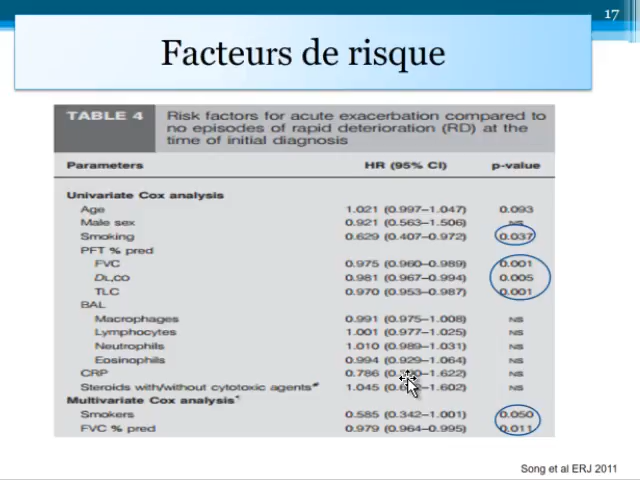 17
Facteurs de risque
TABLE 4 Risk factors for acute exacerbation compared to
no episodes of rapid deterioration (RD) at the
time of initial diagnosis
Parameters HR (95% CI) p-value
Univariate Cox analysis
Age 1.021 (0.997–1.047) 0.093
Male sex 0.921 (0.563–1.506) NS
Smoking 0.629 (0.407–0.972) 0.037
PFT % pred
FVC 0.975 (0.960–0.989) 0.001
DL,CO 0.981 (0.967–0.994) 0.005
TLC 0.970 (0.953–0.987) 0.001
BAL
Macrophages 0.991 (0.975–1.008) NS
Lymphocytes 1.001 (0.977–1.025) NS
Neutrophils 1.010 (0.989–1.031) NS
Eosinophils 0.994 (0.929–1.064) NS
CRP 0.786 NS
Steroids with/without cytotoxic agents# 1.045 NS
Multivariate Cox analysis¶
Smokers 0.585 (0.342–1.001) 0.050
FVC % pred 0.979 (0.964–0.995) 0.011
Song et al ERJ 2011